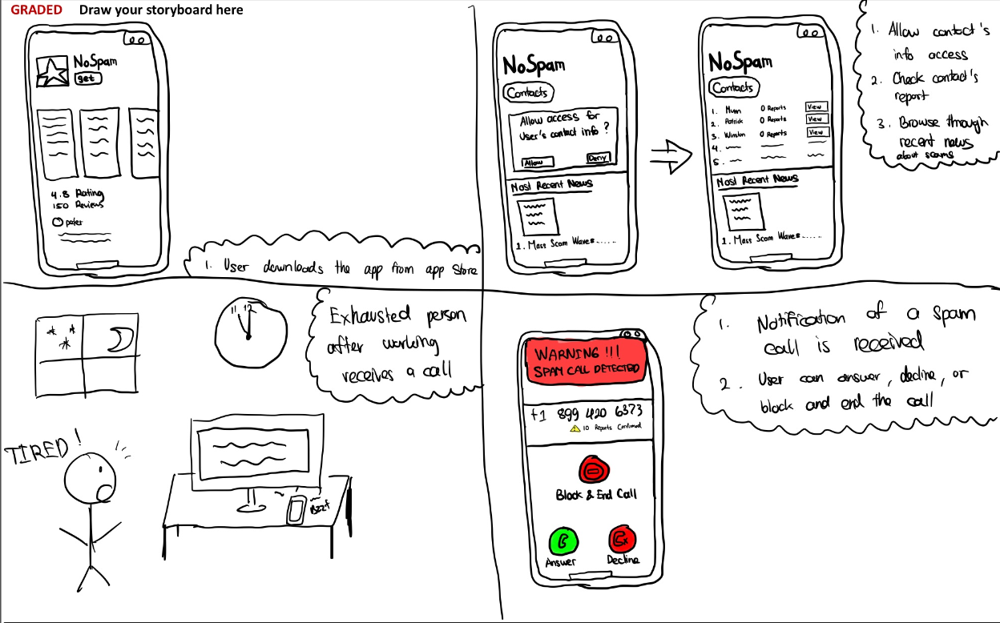 GRADED Draw your storyboard here
NoSpam
get
4.8 Rating
150 Reviews
NoSpam
Contacts
Allow access for
User's contact info ?
Allow
Deny
Most Recent News
1. Mass Scam Waves......
NoSpam
Contacts
1. 0 Reports View
2. Patrick 0 Reports View
3. Winston 0 Reports View
4.
5.
Most Recent News
1. Mass Scam Waves......
1. Allow contact's
info access
2. Check contact's
report
3. Browse through
recent news
about scams
1. User downloads the app from app store
11 12
Exhausted person
after working
receives a call
TIRED !
Bzzt
WARNING !!!
SPAM CALL DETECTED
+1 899 420 6373
10 Reports Confirmed
Block & End Call
Answer
Decline
1. Notification of a spam
call is received
2. User can answer, decline, or
block and end the call